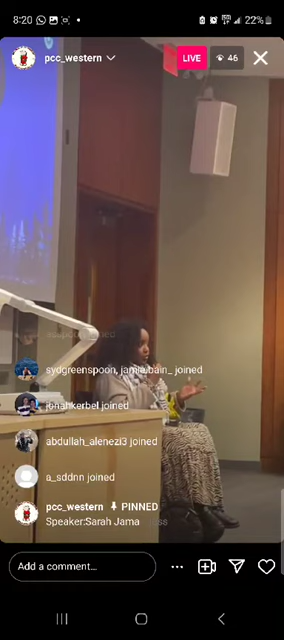 8:20
22%
pcc_western
LIVE
46
sydgreenspoon, jamila.bain_ joined
jonahkerbel joined
abdullah_alenezi3 joined
a_sddnn joined
pcc_western PINNED
Speaker:Sarah Jama
Add a comment...